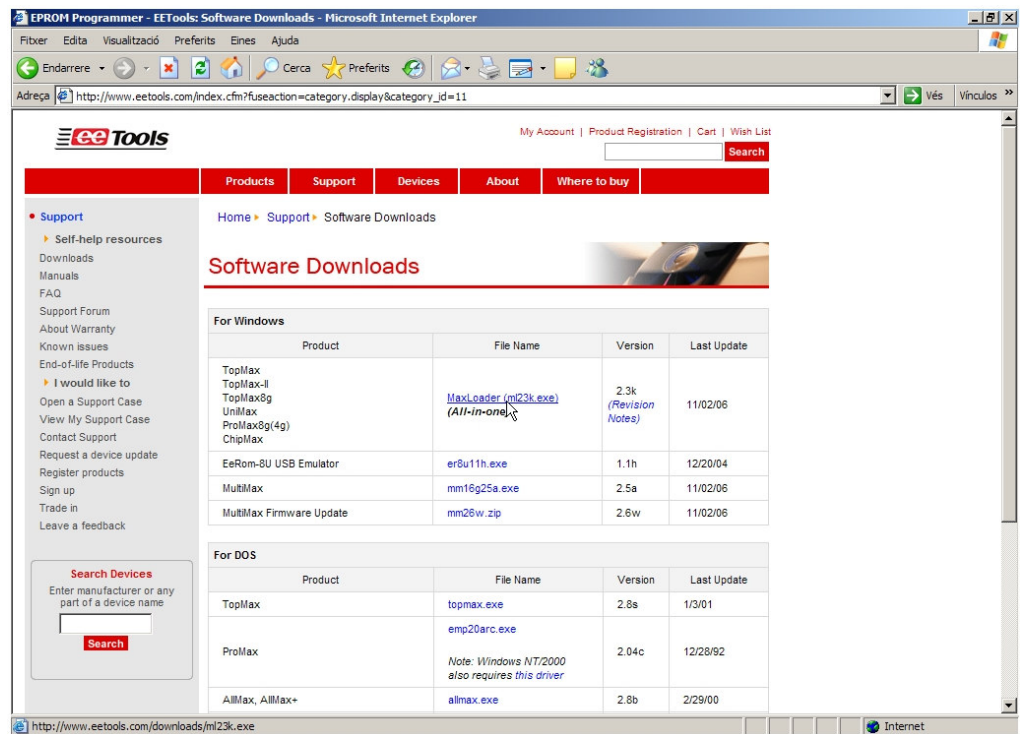 EPROM Programmer - EETools: Software Downloads - Microsoft Internet Explorer
Fitxer Edita Visualització Preferits Eines Ajuda
Endarrere Cerca Preferits
Adreça http://www.eetools.com/index.cfm?fuseaction=category.display&category_id=11 Vés Vínculos »
ee Tools
My Account | Product Registration | Cart | Wish List
Search
Products Support Devices About Where to buy
Support
Self-help resources
Downloads
Manuals
FAQ
Support Forum
About Warranty
Known issues
End-of-life Products
I would like to
Open a Support Case
View My Support Case
Contact Support
Request a device update
Register products
Sign up
Trade in
Leave a feedback
Search Devices
Enter manufacturer or any
part of a device name
Search
Home Support Software Downloads
Software Downloads
For Windows
Product File Name Version Last Update
TopMax
TopMax-II
TopMax8g
UniMax
ProMax8g(4g)
ChipMax
MaxLoader (ml23k.exe)
(All-in-one)
2.3k
(Revision
Notes)
11/02/06
EeRom-8U USB Emulator er8u11h.exe 1.1h 12/20/04
MultiMax mm16g25a.exe 2.5a 11/02/06
MultiMax Firmware Update mm26w.zip 2.6w 11/02/06
For DOS
Product File Name Version Last Update
TopMax topmax.exe 2.8s 1/3/01
ProMax
emp20arc.exe
Note: Windows NT/2000
also requires this driver
2.04c 12/28/92
AllMax, AllMax+ allmax.exe 2.8b 2/29/00
http://www.eetools.com/downloads/ml23k.exe Internet